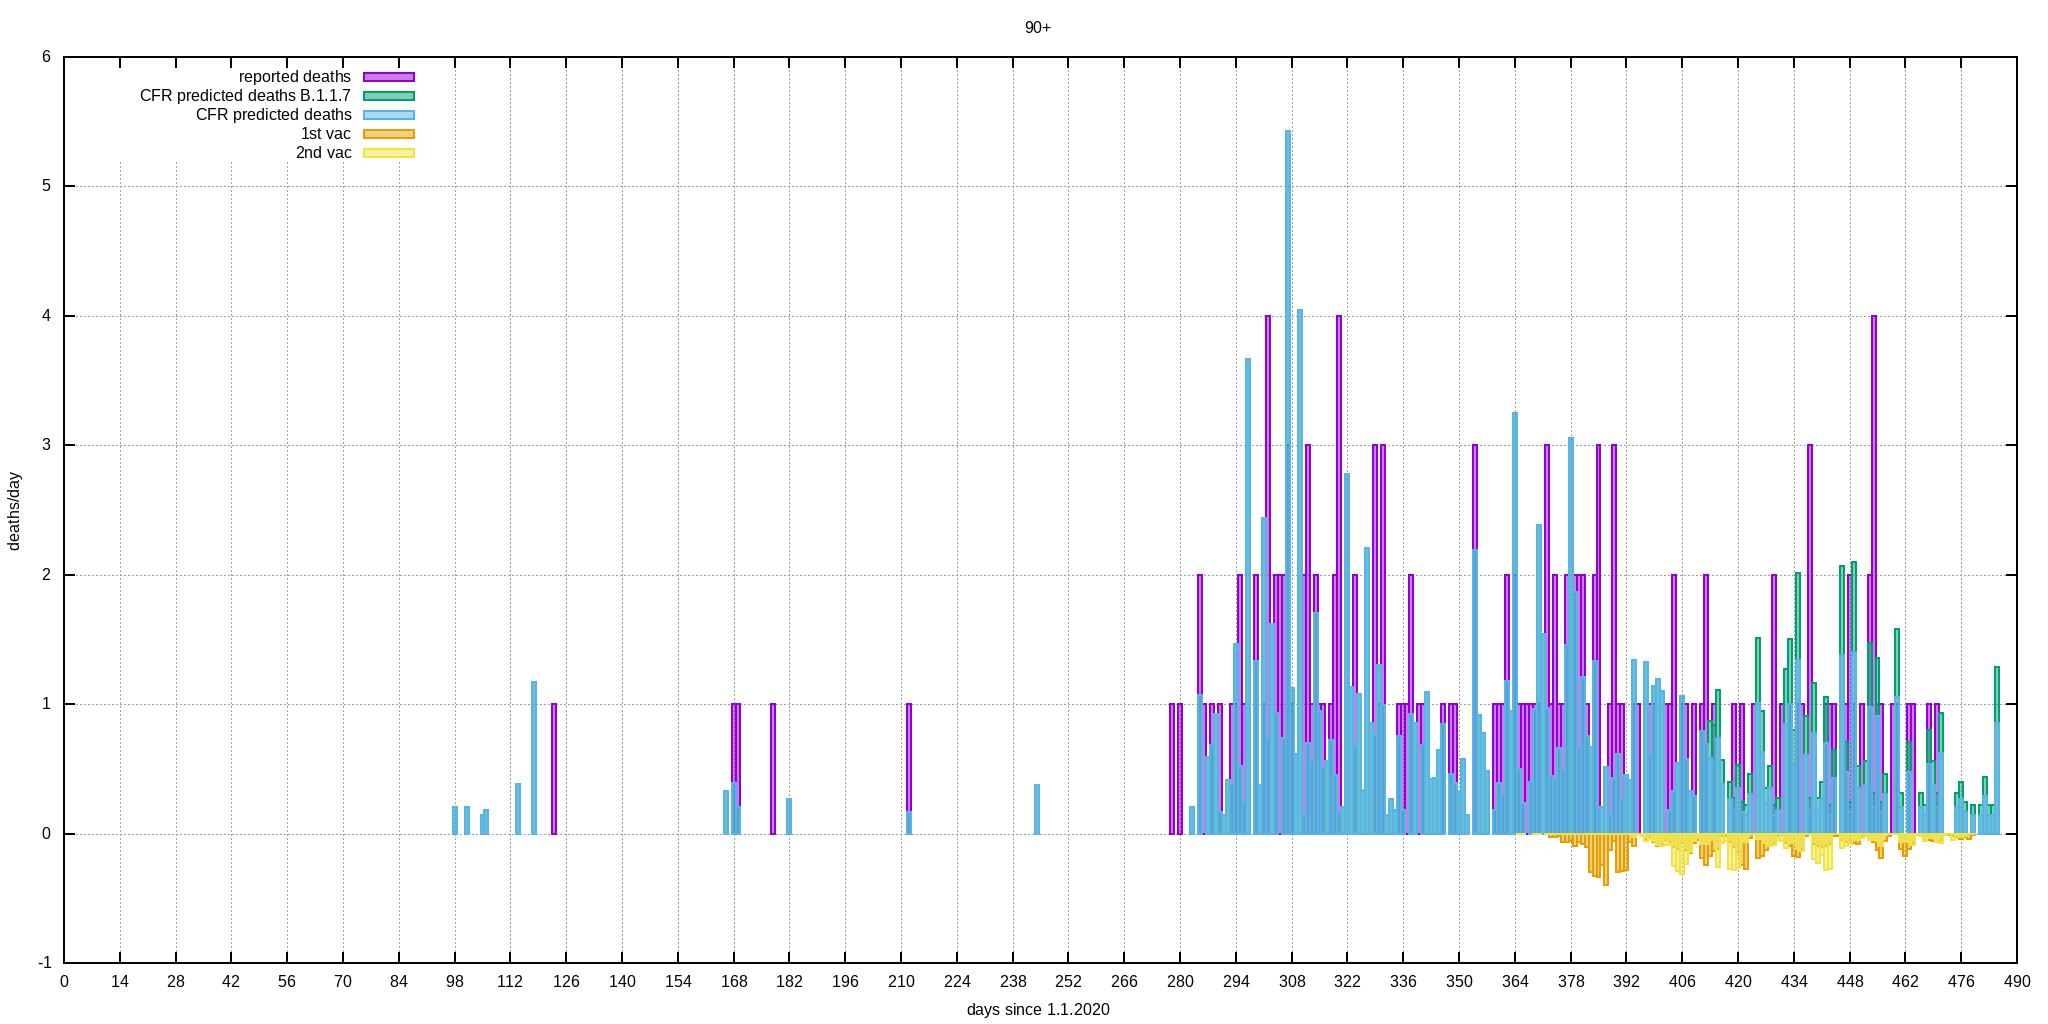 90+
6
5
4
3
2
1
0
-1
deaths/day
reported deaths
CFR predicted deaths B.1.1.7
CFR predicted deaths
1st vac
2nd vac
0 14 28 42 56 70 84 98 112 126 140 154 168 182 196 210 224 238 252 266 280 294 308 322 336 350 364 378 392 406 420 434 448 462 476 490
days since 1.1.2020